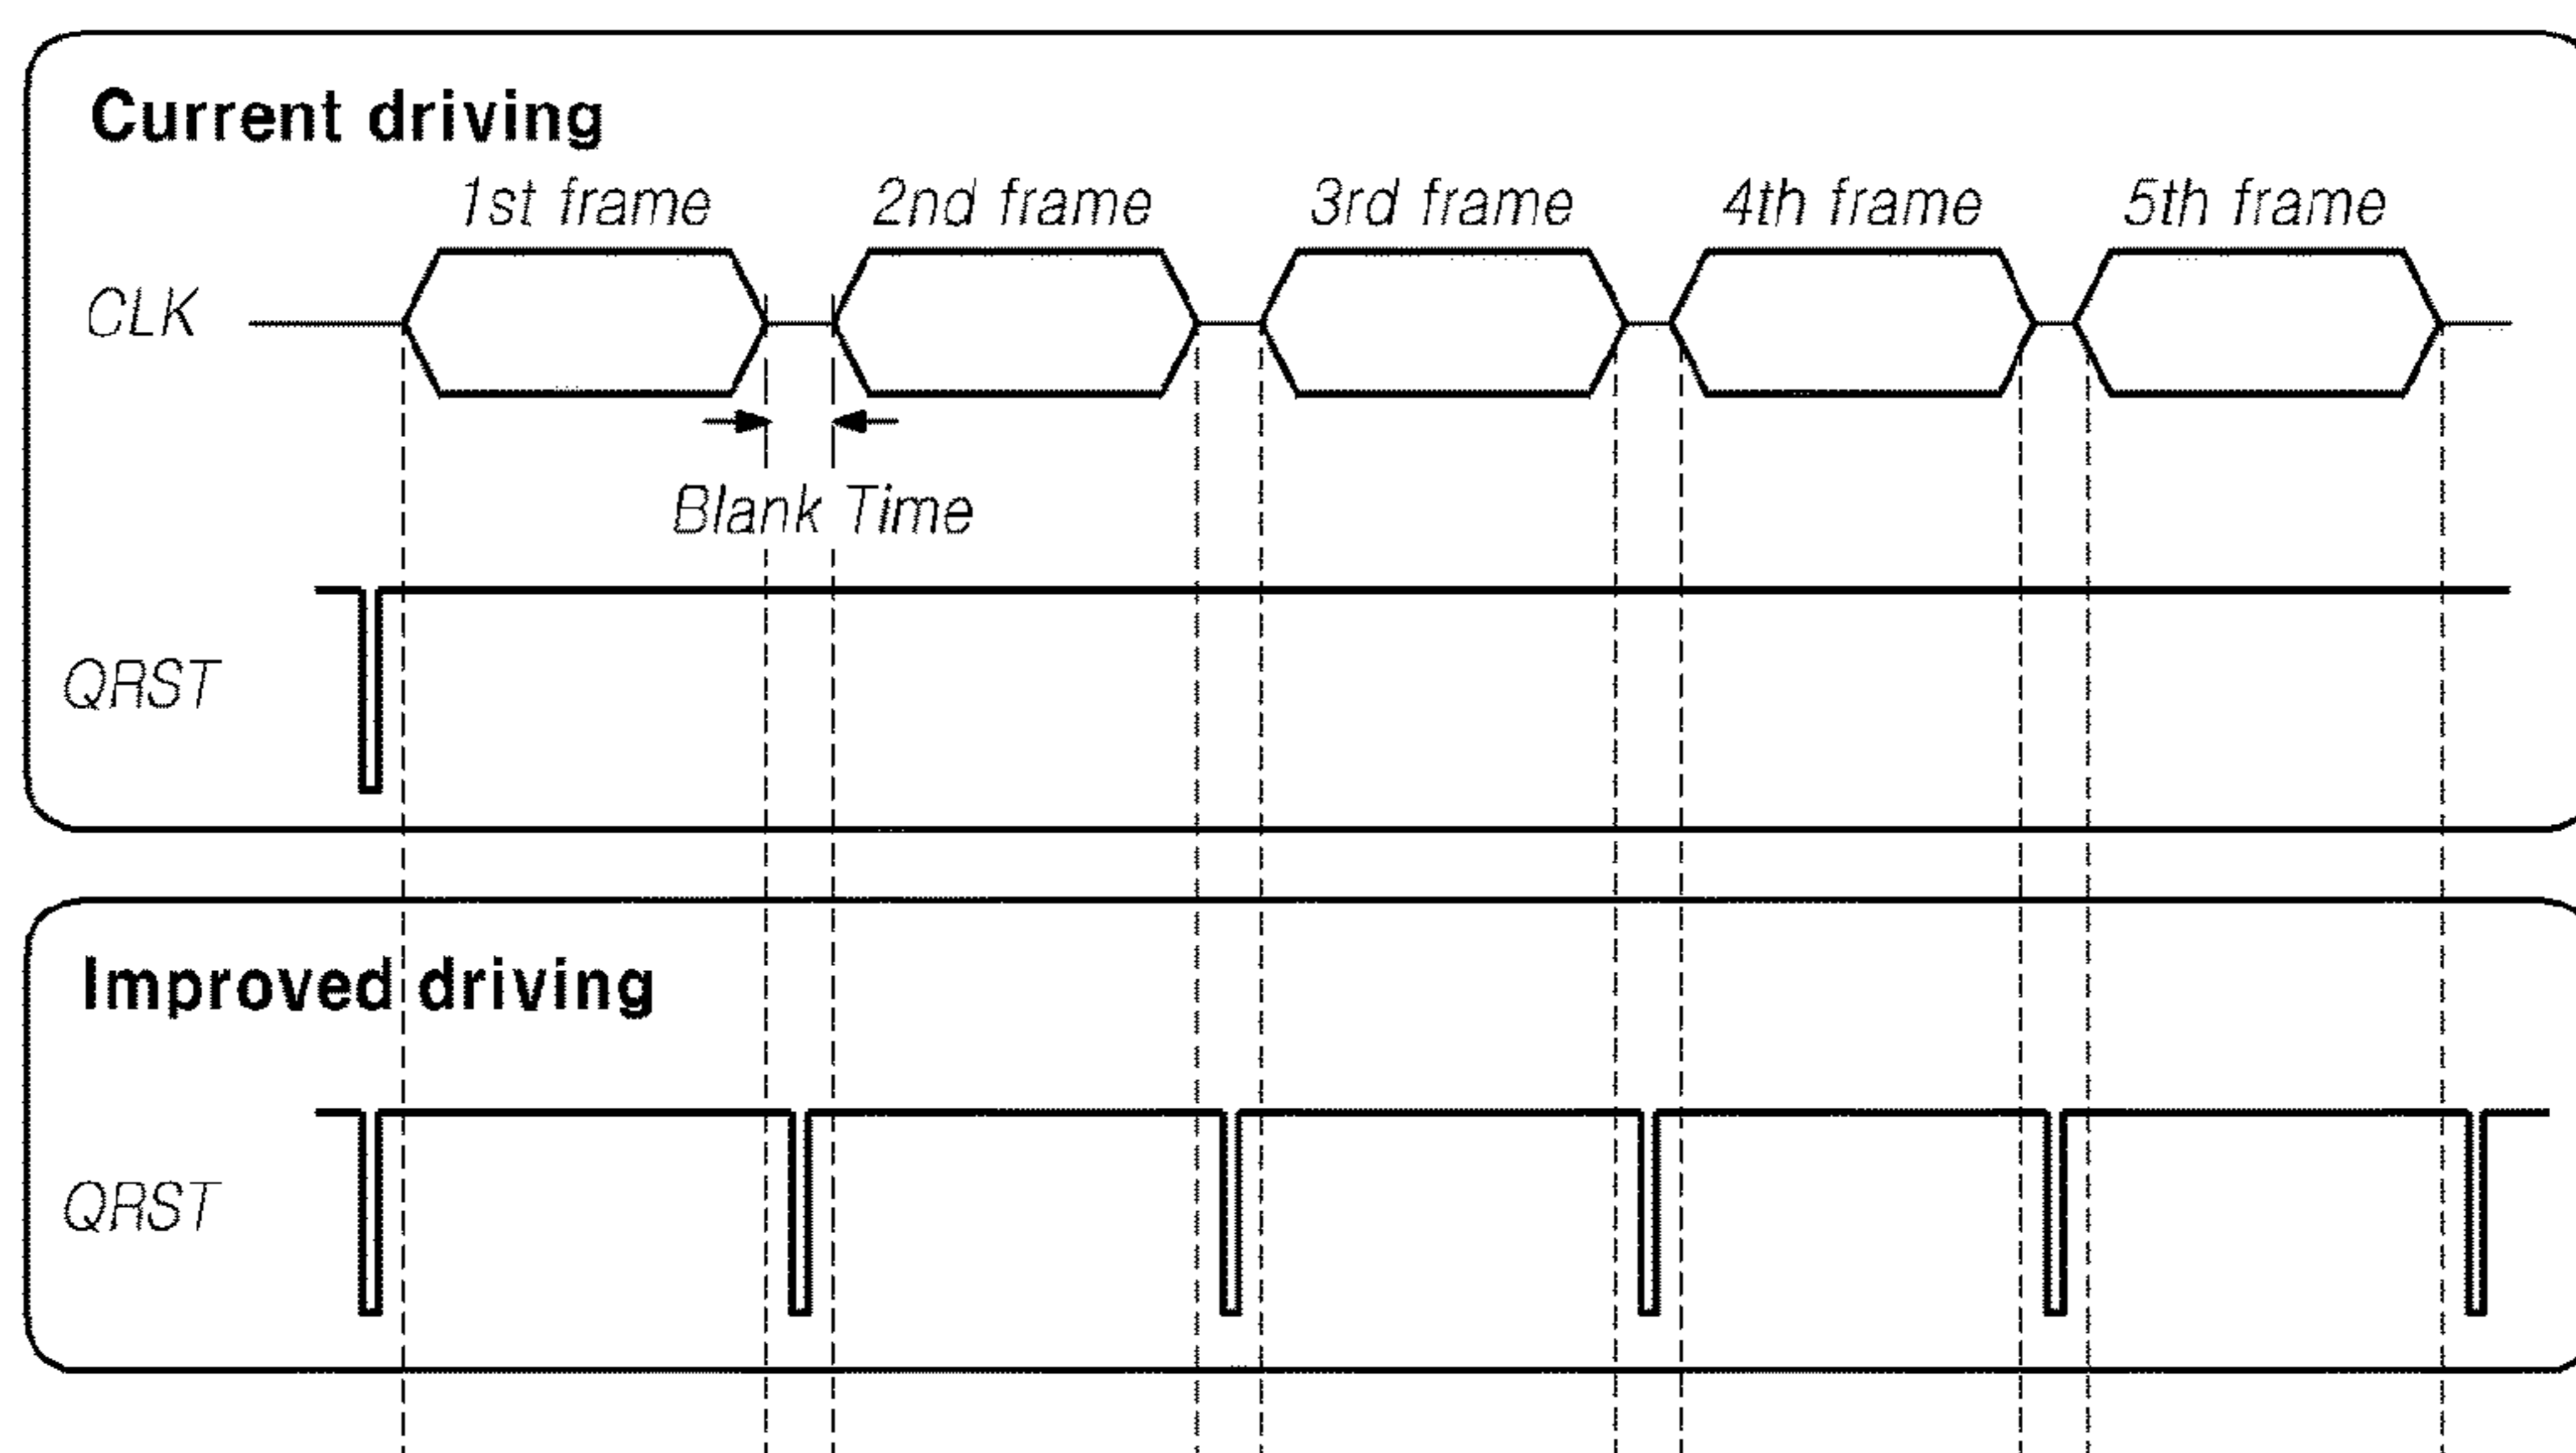 Current driving
1st frame 2nd frame 3rd frame 4th frame 5th frame
CLK
Blank Time
QRST
Improved driving
QRST